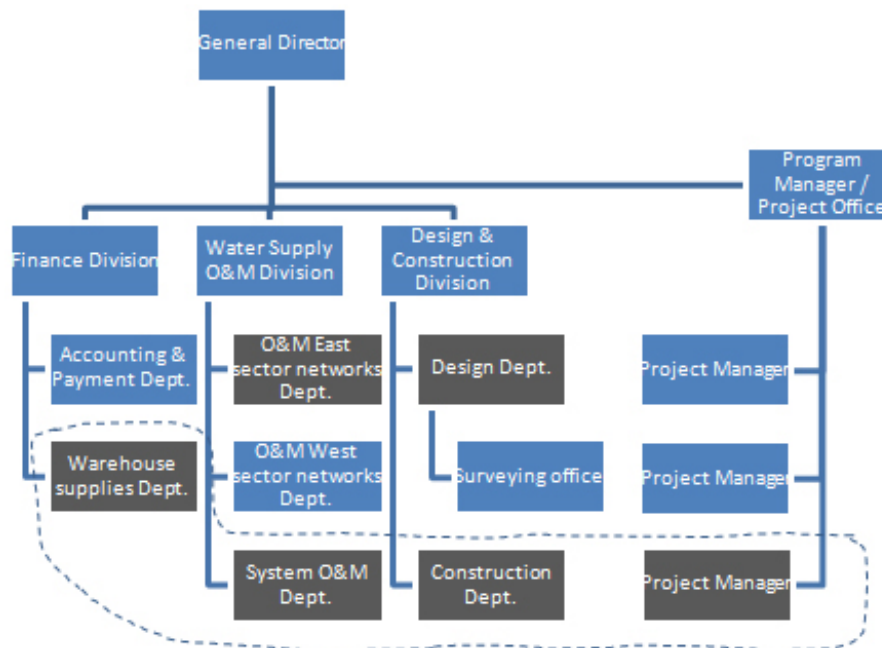 General Director
Program
Manager /
Project Office
Finance Division
Water Supply
O&M Division
Design &
Construction
Division
Accounting &
Payment Dept.
O&M East
sector networks
Dept.
Design Dept.
Project Manager
Warehouse
supplies Dept.
O&M West
sector networks
Dept.
Surveying office
Project Manager
System O&M
Dept.
Construction
Dept.
Project Manager